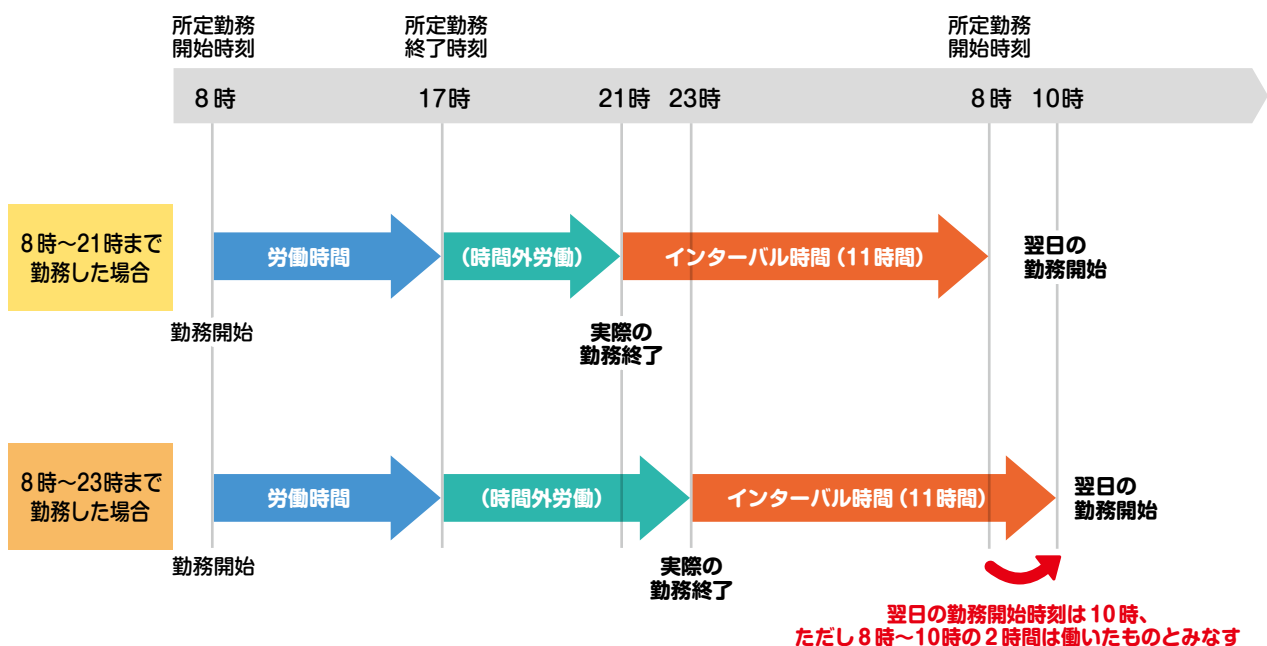 所定勤務
開始時刻
所定勤務
終了時刻
所定勤務
開始時刻
8時
17時
21時
23時
8時
10時
8時～21時まで
勤務した場合
労働時間
(時間外労働)
インターバル時間(11時間)
翌日の
勤務開始
勤務開始
実際の
勤務終了
8時～23時まで
勤務した場合
労働時間
(時間外労働)
インターバル時間(11時間)
翌日の
勤務開始
勤務開始
実際の
勤務終了
翌日の勤務開始時刻は10時、
ただし8時～10時の2時間は働いたものとみなす